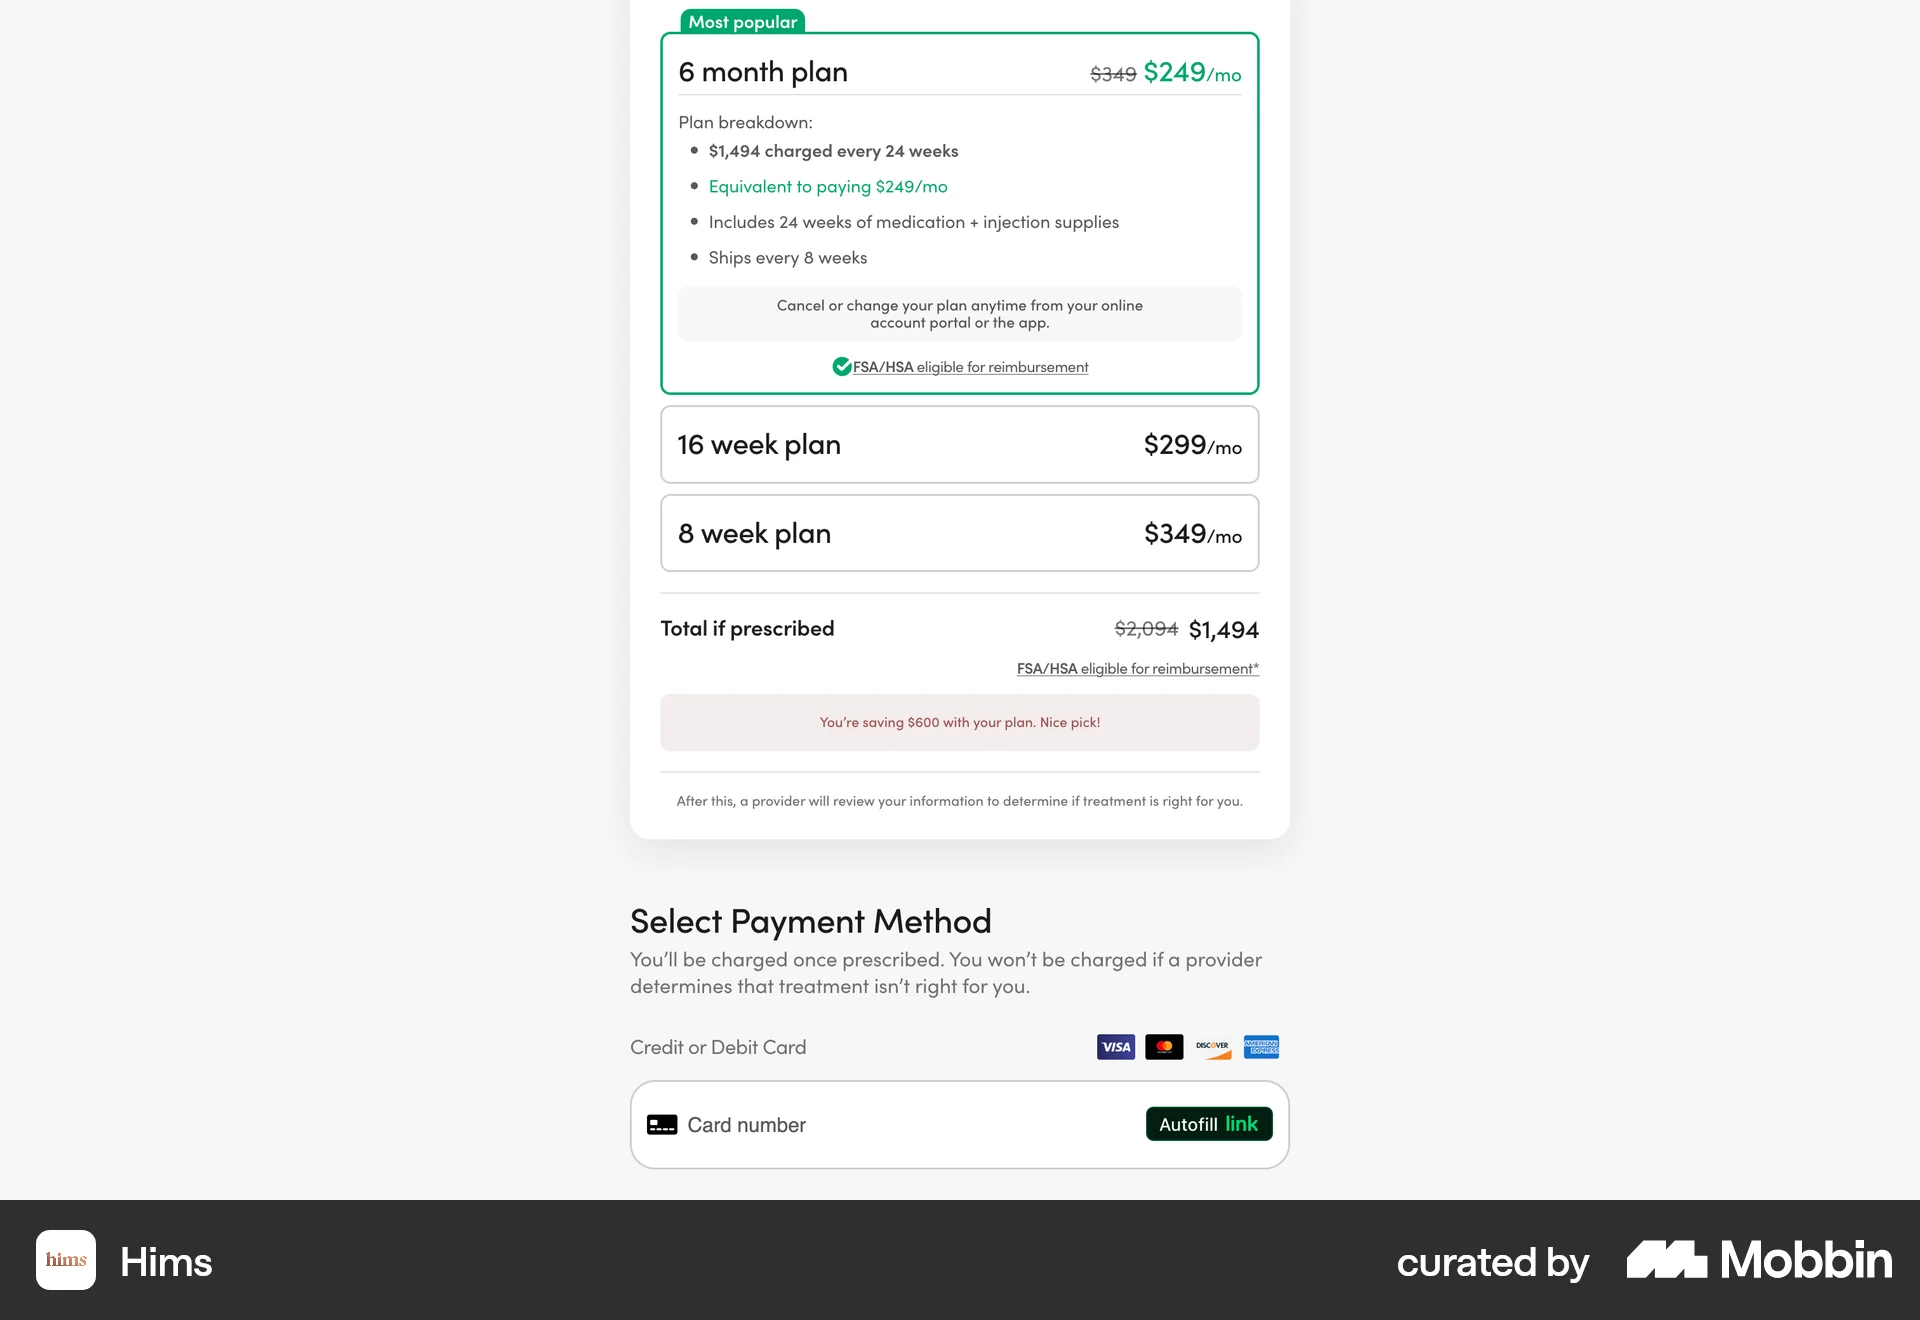 Most popular
6 month plan
$349 $249/mo
Plan breakdown:
$1,494 charged every 24 weeks
Equivalent to paying $249/mo
Includes 24 weeks of medication + injection supplies
Ships every 8 weeks
Cancel or change your plan anytime from your online
account portal or the app.
FSA/HSA eligible for reimbursement
16 week plan
$299/mo
8 week plan
$349/mo
Total if prescribed
$2,094 $1,494
FSA/HSA eligible for reimbursement*
You’re saving $600 with your plan. Nice pick!
After this, a provider will review your information to determine if treatment is right for you.
Select Payment Method
You’ll be charged once prescribed. You won’t be charged if a provider
determines that treatment isn’t right for you.
Credit or Debit Card
VISA
DISCOVER
AMERICAN
EXPRESS
Card number
Autofill link
hims
Hims
curated by
Mobbin